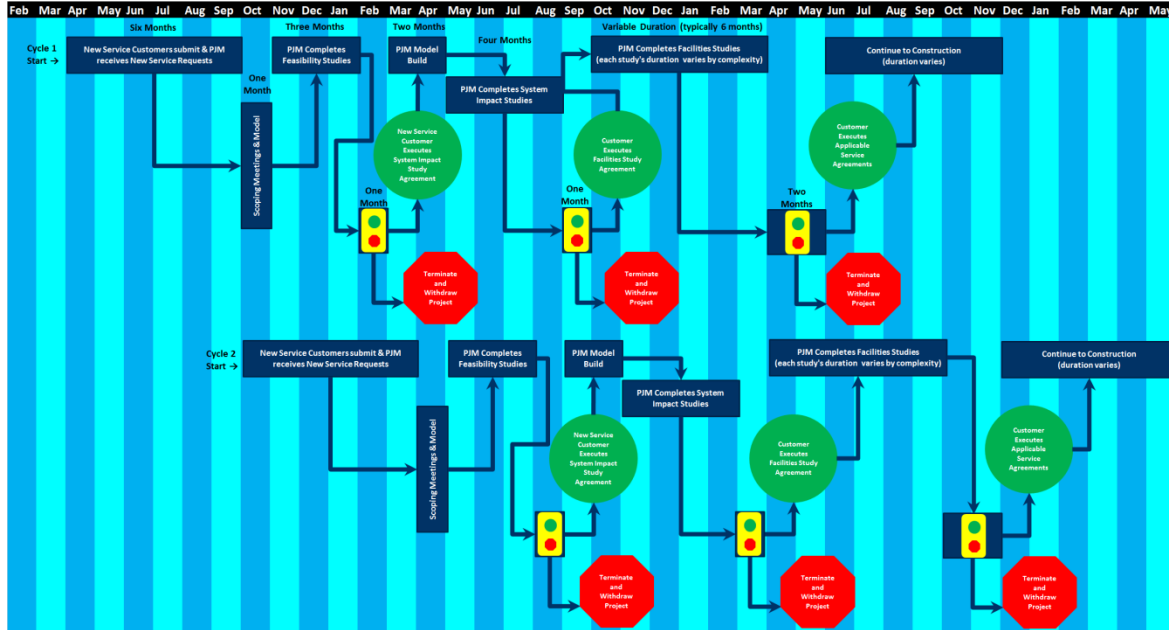 Feb Mar Apr May Jun Jul Aug Sep Oct Nov Dec Jan Feb Mar Apr May Jun Jul Aug Sep Oct Nov Dec Jan Feb Mar Apr May Jun Jul Aug Sep Oct Nov Dec Jan Feb Mar Apr Mar
Six Months
Three Months
Two Months
Four Months
Variable Duration (typically 6 months)
Cycle 1
Start →
New Service Customers submit & PJM
receives New Service Requests
One
Month
Scoping Meetings & Model
PJM Completes
Feasibility Studies
PJM Model
Build
PJM Completes System
Impact Studies
PJM Completes Facilities Studies
(each study's duration varies by complexity)
Continue to Construction
(duration varies)
New Service
Customer
Executes
System Impact
Study
Agreement
Customer
Executes
Facilities Study
Agreement
Customer
Executes
Applicable
Service
Agreements
One
Month
One
Month
Two
Months
Terminate
and
Withdraw
Project
Terminate
and
Withdraw
Project
Terminate
and
Withdraw
Project
Cycle 2
Start →
New Service Customers submit & PJM
receives New Service Requests
Scoping Meetings & Model
PJM Completes
Feasibility Studies
PJM Model
Build
PJM Completes System
Impact Studies
PJM Completes Facilities Studies
(each study's duration varies by complexity)
Continue to Construction
(duration varies)
New Service
Customer
Executes
System Impact
Study
Agreement
Customer
Executes
Facilities Study
Agreement
Customer
Executes
Applicable
Service
Agreements
Terminate
and
Withdraw
Project
Terminate
and
Withdraw
Project
Terminate
and
Withdraw
Project